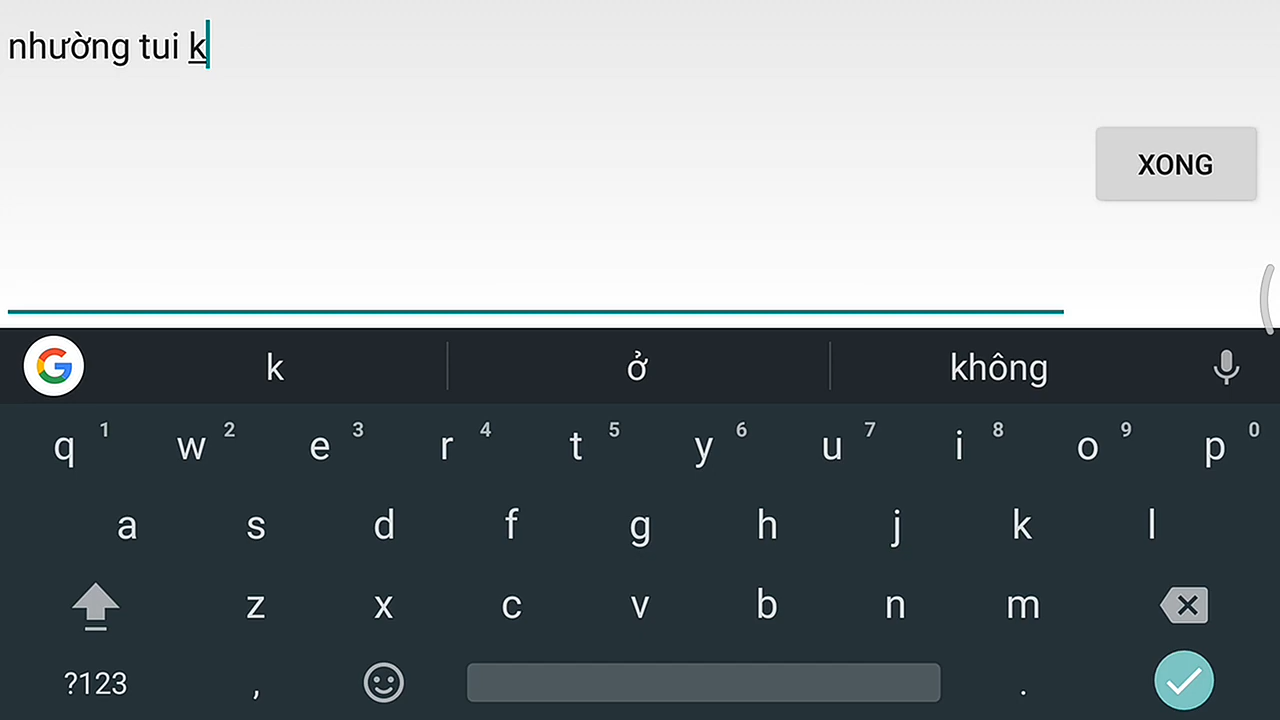 nhường tui k
XONG
k ở không
q 1 w 2 e 3 r 4 t 5 y 6 u 7 i 8 o 9 p 0
a s d f g h j k l
z x c v b n m
?123 , .